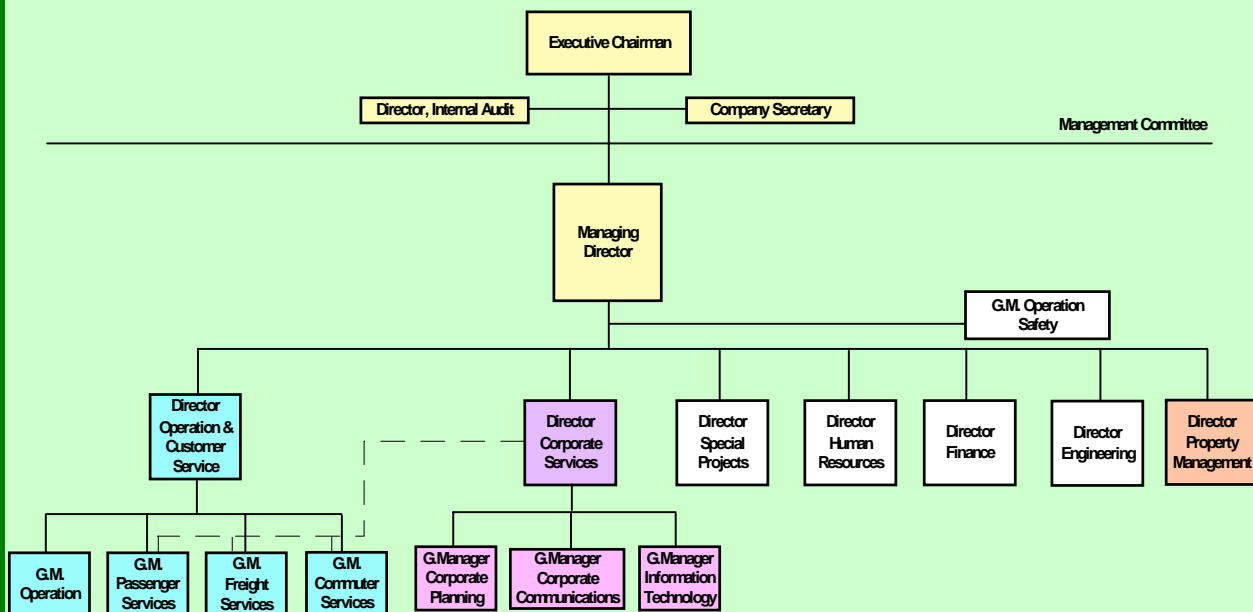 Executive Chairman
Director, Internal Audit
Company Secretary
Management Committee
Managing
Director
G.M. Operation
Safety
Director
Operation &
Customer
Service
Director
Corporate
Services
Director
Special
Projects
Director
Human
Resources
Director
Finance
Director
Engineering
Director
Property
Management
G.M.
Operation
G.M.
Passenger
Services
G.M.
Freight
Services
G.M.
Commuter
Services
G.Manager
Corporate
Planning
G.Manager
Corporate
Communications
G.Manager
Information
Technology